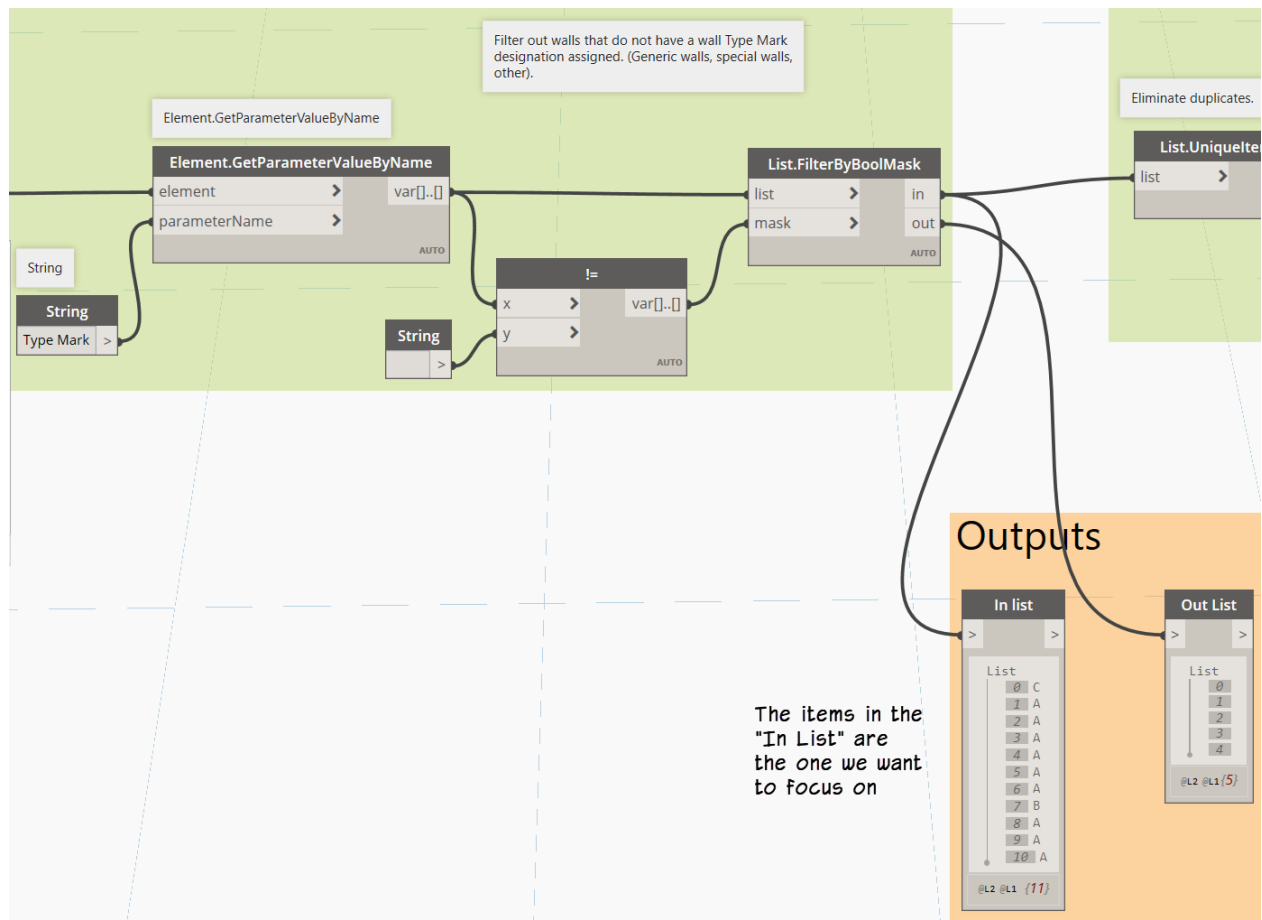 Filter out walls that do not have a wall Type Mark
designation assigned. (Generic walls, special walls,
other).
Eliminate duplicates.
Element.GetParameterValueByName
Element.GetParameterValueByName
element > var[]..[]
parameterName >
AUTO
List.FilterByBoolMask
list > in
mask > out
AUTO
List.UniqueIte
list >
String
String
Type Mark >
!=
x > var[]..[]
y >
AUTO
String
>
Outputs
In list
> >
List
0 C
1 A
2 A
3 A
4 A
5 A
6 A
7 B
8 A
9 A
10 A
@L2 @L1 {11}
Out List
> >
List
0
1
2
3
4
@L2 @L1 {5}
The items in the
"In List" are
the one we want
to focus on